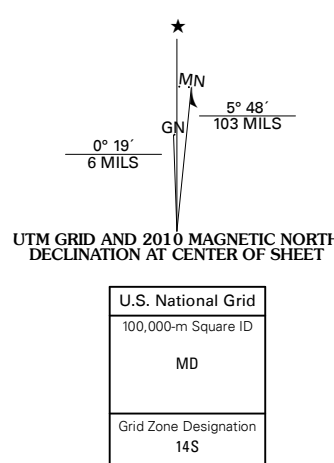 ★
MN
5° 48´
103 MILS
GN
0° 19´
6 MILS
UTM GRID AND 2010 MAGNETIC NORTH
DECLINATION AT CENTER OF SHEET
U.S. National Grid
100,000-m Square ID
MD
Grid Zone Designation
14S